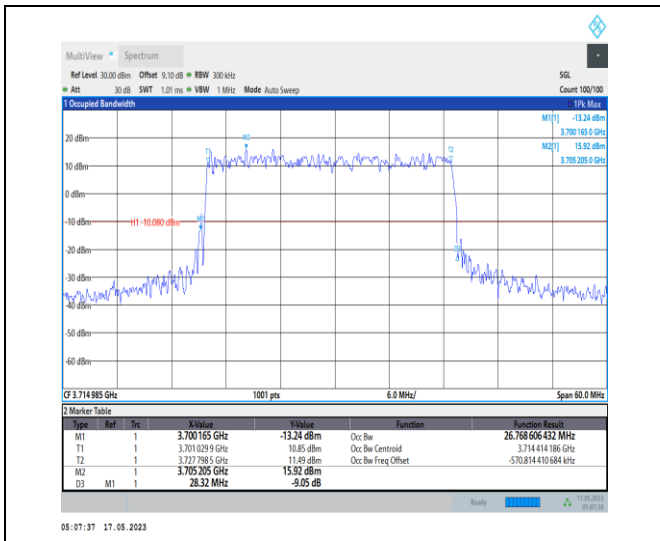 MultiView Spectrum
Ref Level 30.00 dBm Offset 9.10 dB RBW 300 kHz SGL
Att 30 dB SWT 1.01 ms VBW 1 MHz Mode Auto Sweep Count 100/100
1 Occupied Bandwidth 1Pk Max
M1[1] -13.24 dBm
3.700 165 0 GHz
M2[1] 15.92 dBm
3.705 205 0 GHz
20 dBm
M2
T1
T2
10 dBm
0 dBm
-10 dBm
H1 -10.080 dBm
M1
-20 dBm
D3
-30 dBm
-40 dBm
-50 dBm
-60 dBm
CF 3.714 985 GHz 1001 pts 6.0 MHz/ Span 60.0 MHz
2 Marker Table
Type Ref Trc X-Value Y-Value Function Function Result
M1 1 3.700 165 GHz -13.24 dBm Occ Bw 26.768 606 432 MHz
T1 1 3.701 029 9 GHz 10.85 dBm Occ Bw Centroid 3.714 414 186 GHz
T2 1 3.727 798 5 GHz 11.49 dBm Occ Bw Freq Offset -570.814 410 684 kHz
M2 1 3.705 205 GHz 15.92 dBm
D3 M1 1 28.32 MHz -9.05 dB
Ready 17.05.2023
05:07:38
05:07:37 17.05.2023